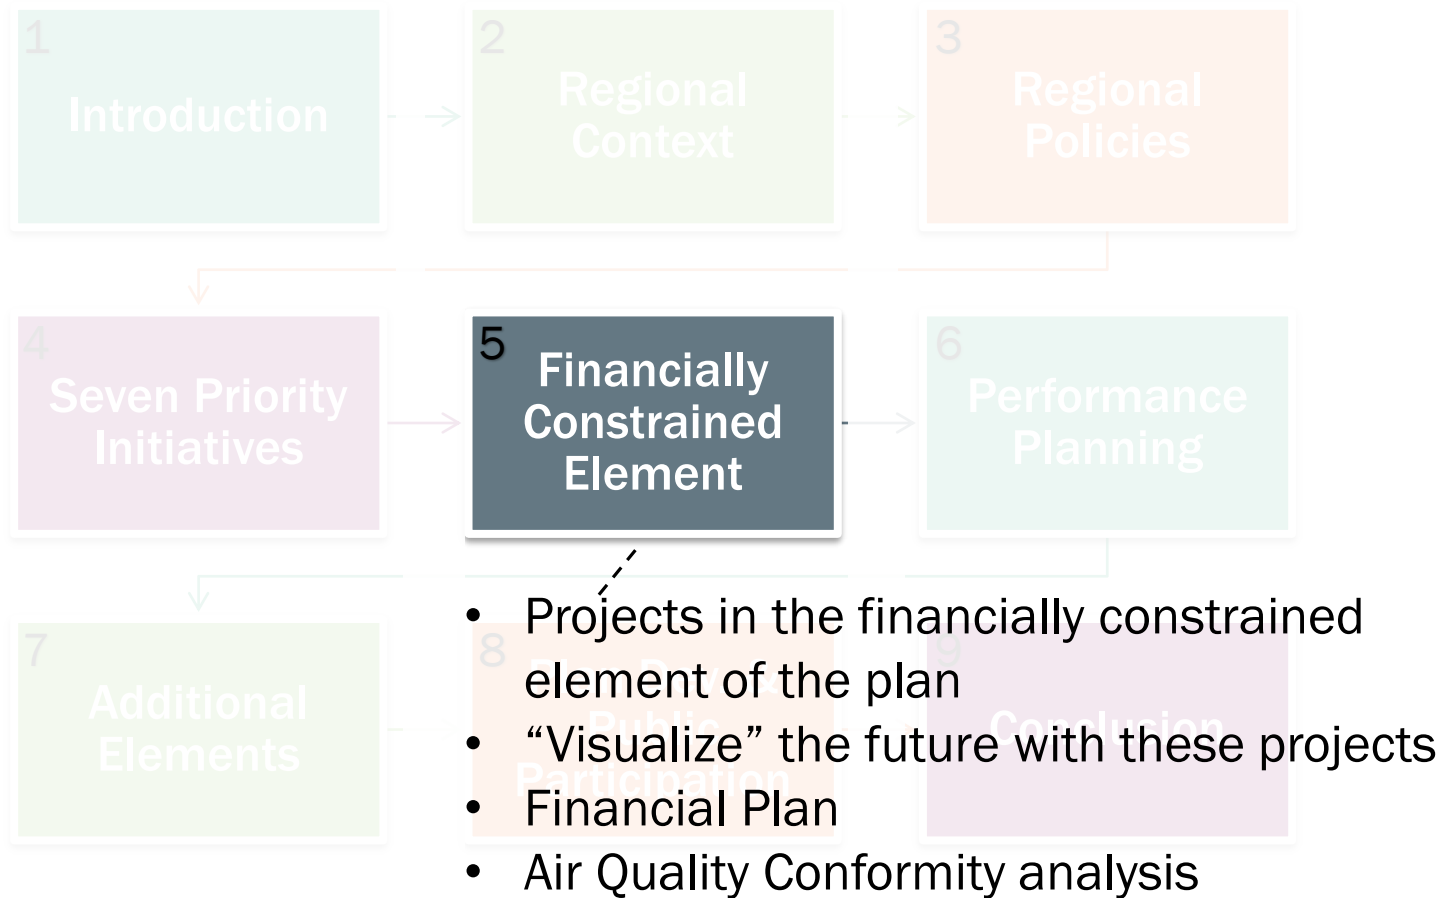 1
Introduction
2
Regional
Context
3
Regional
Policies
4
Seven Priority
Initiatives
5
Financially
Constrained
Element
6
Performance
Planning
7
Additional
Elements
8
Public
Participation
9
Conclusion
• Projects in the financially constrained
element of the plan
• “Visualize” the future with these projects
• Financial Plan
• Air Quality Conformity analysis